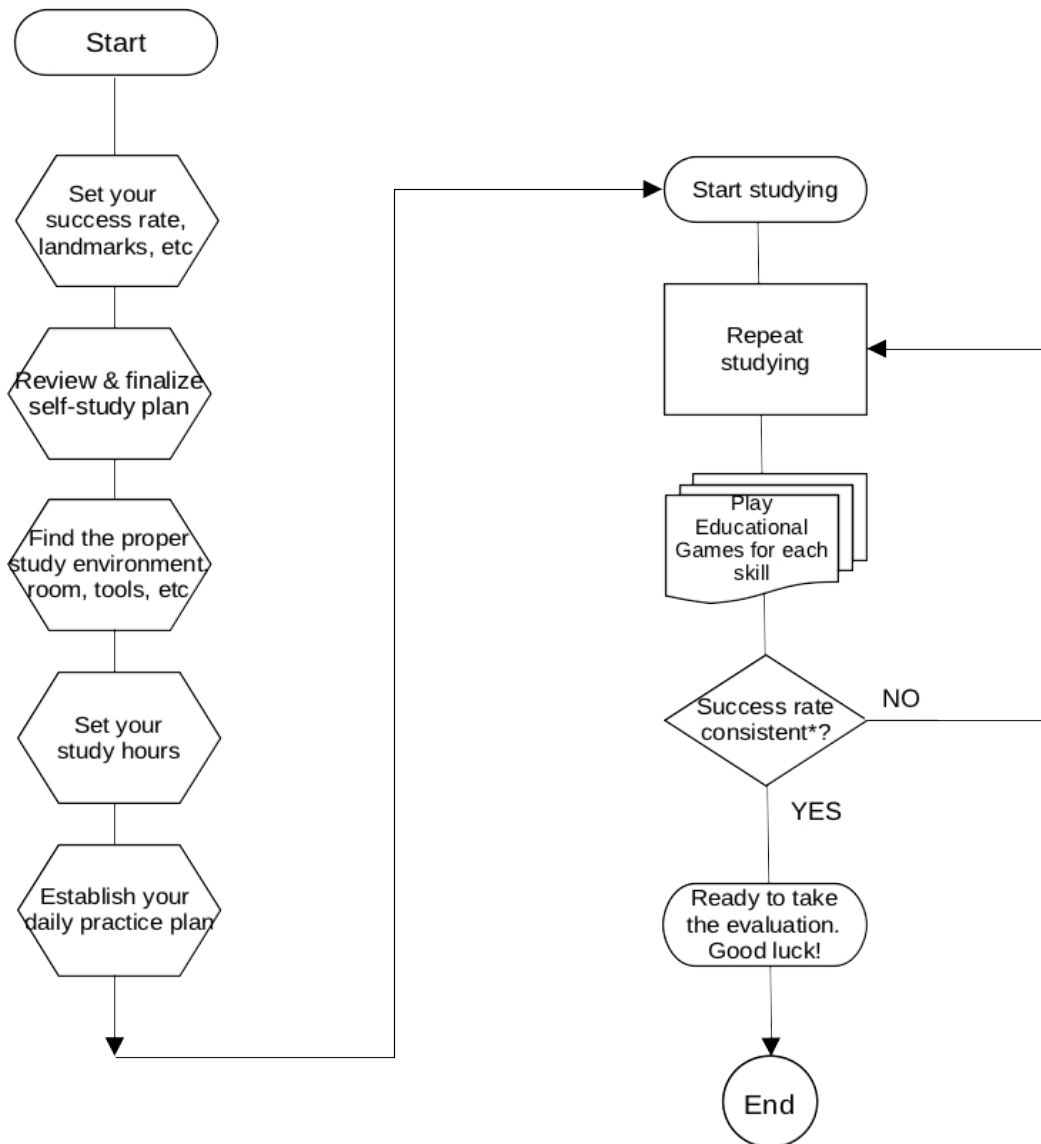 Start
Set your
success rate,
landmarks, etc
Review & finalize
self-study plan
Find the proper
study environment,
room, tools, etc
Set your
study hours
Establish your
daily practice plan
Start studying
Repeat
studying
Play
Educational
Games for each
skill
Success rate
consistent*?
NO
YES
Ready to take
the evaluation.
Good luck!
End